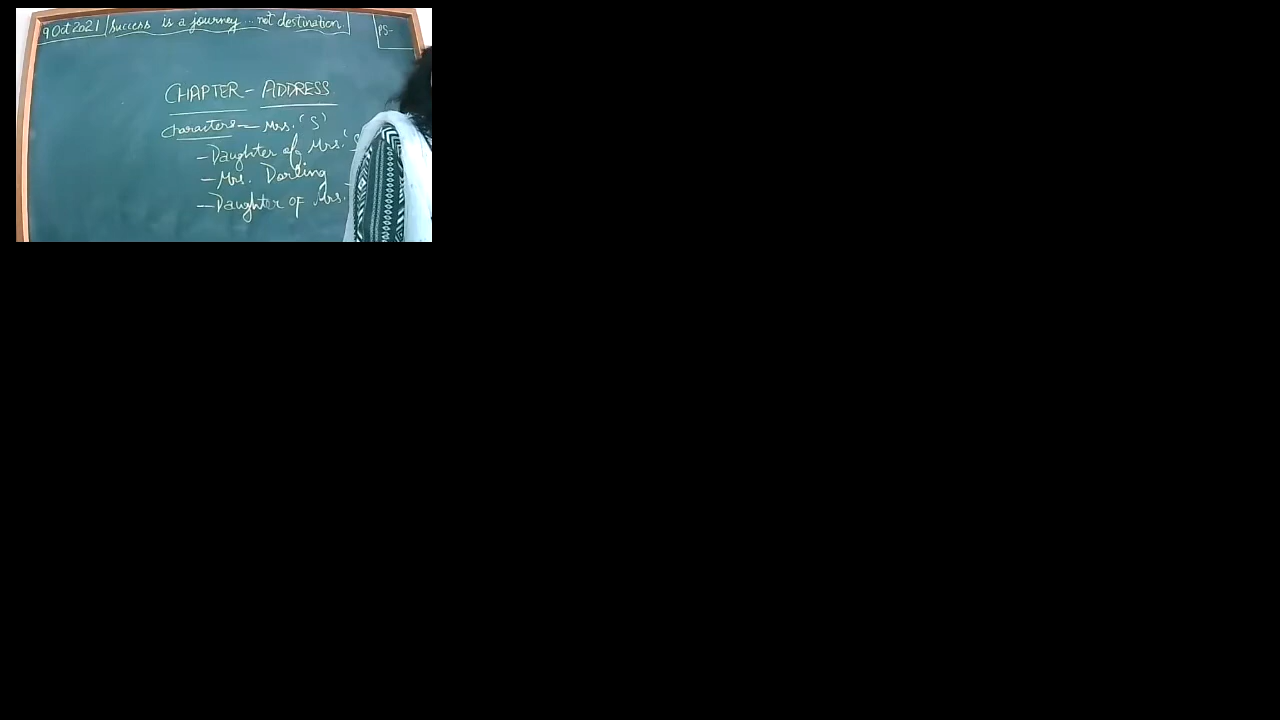 9 Oct 2021 Success is a journey... not destination.
PS-
CHAPTER - ADDRESS
Characters - Mrs. 'S'
- Daughter of Mrs. 'S
- Mrs. Dorling
- Daughter of Mrs.